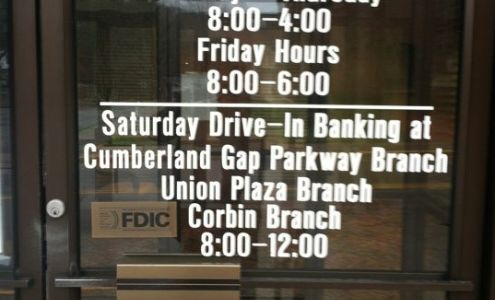 Thursday
8:00-4:00
Friday Hours
8:00-6:00
Saturday Drive-In Banking at
Cumberland Gap Parkway Branch
Union Plaza Branch
FDIC Corbin Branch
8:00-12:00